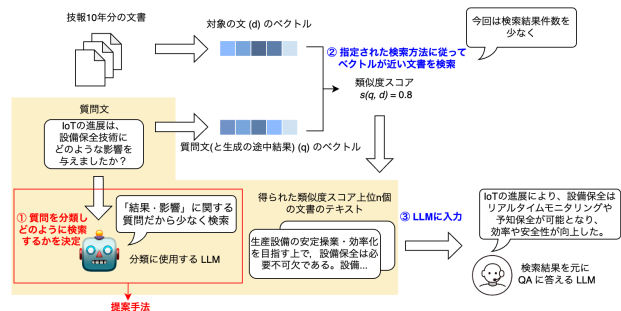 技報10年分の文書
対象の文 (d) のベクトル
今回は検索結果件数を
少なく
② 指定された検索方法に従って
ベクトルが近い文書を検索
類似度スコア
s(q, d) = 0.8
質問文
IoTの進展は、
設備保全技術に
どのような影響を
与えましたか？
質問文(と生成の途中結果) (q) のベクトル
① 質問を分類し
どのように検索
するかを決定
「結果・影響」に関する
質問だから少なく検索
分類に使用する LLM
提案手法
得られた類似度スコア上位n個
の文書のテキスト
生産設備の安定操業・効率化
を目指す上で，設備保全は必
要不可欠である。設備...
③ LLMに入力
IoTの進展により、設備保全は
リアルタイムモニタリングや
予知保全が可能となり、
効率や安全性が向上した。
検索結果を元に
QA に答える LLM